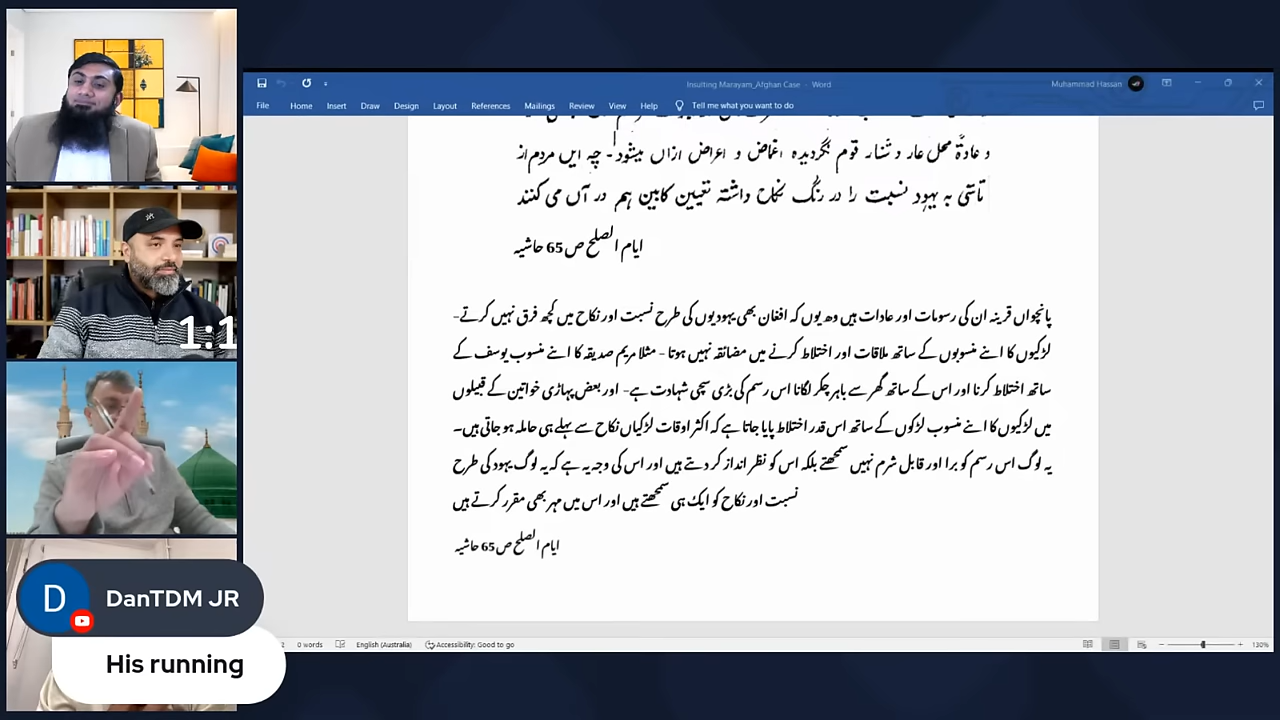 Insulting Marayam_Afghan Case - Word
Muhammad Hassan
File Home Insert Draw Design Layout References Mailings Review View Help Tell me what you want to do
و عادةً محل عار و شنار قوم نگردیدہ اغماض و اعراض ازاں میشود۔ چہ ایں مردم از
تاسّی بہ یہود نسبت را در رنگ نکاح داشتہ تعیین کابین ہم در آں می کنند
ایام الصلح ص 65 حاشیہ
پانچواں قرینہ ان کی رسومات اور عادات ہیں وہ یوں کہ افغان بھی یہودیوں کی طرح نسبت اور نکاح میں کچھ فرق نہیں کرتے-
لڑکیوں کا اپنے منسوبوں کے ساتھ ملاقات اور اختلاط کرنے میں مضائقہ نہیں ہوتا - مثلا مریم صدیقہ کا اپنے منسوب یوسف کے
ساتھ اختلاط کرنا اور اس کے ساتھ گھر سے باہر چکر لگانا اس رسم کی بڑی سچی شہادت ہے- اور بعض پہاڑی خواتین کے قبیلوں
میں لڑکیوں کا اپنے منسوب لڑکوں کے ساتھ اس قدر اختلاط پایا جاتا ہے کہ اکثر اوقات لڑکیاں نکاح سے پہلے ہی حاملہ ہو جاتی ہیں۔
یہ لوگ اس رسم کو برا اور قابل شرم نہیں سمجھتے بلکہ اس کو نظر انداز کر دتے ہیں اور اس کی وجہ یہ ہے کہ یہ لوگ یہود کی طرح
نسبت اور نکاح کو ایک ہی سمجھتے ہیں اور اس میں مہر بھی مقرر کرتے ہیں
ایام الصلح ص 65 حاشیہ
1:1
D DanTDM JR
His running
0 words English (Australia) Accessibility: Good to go
130%